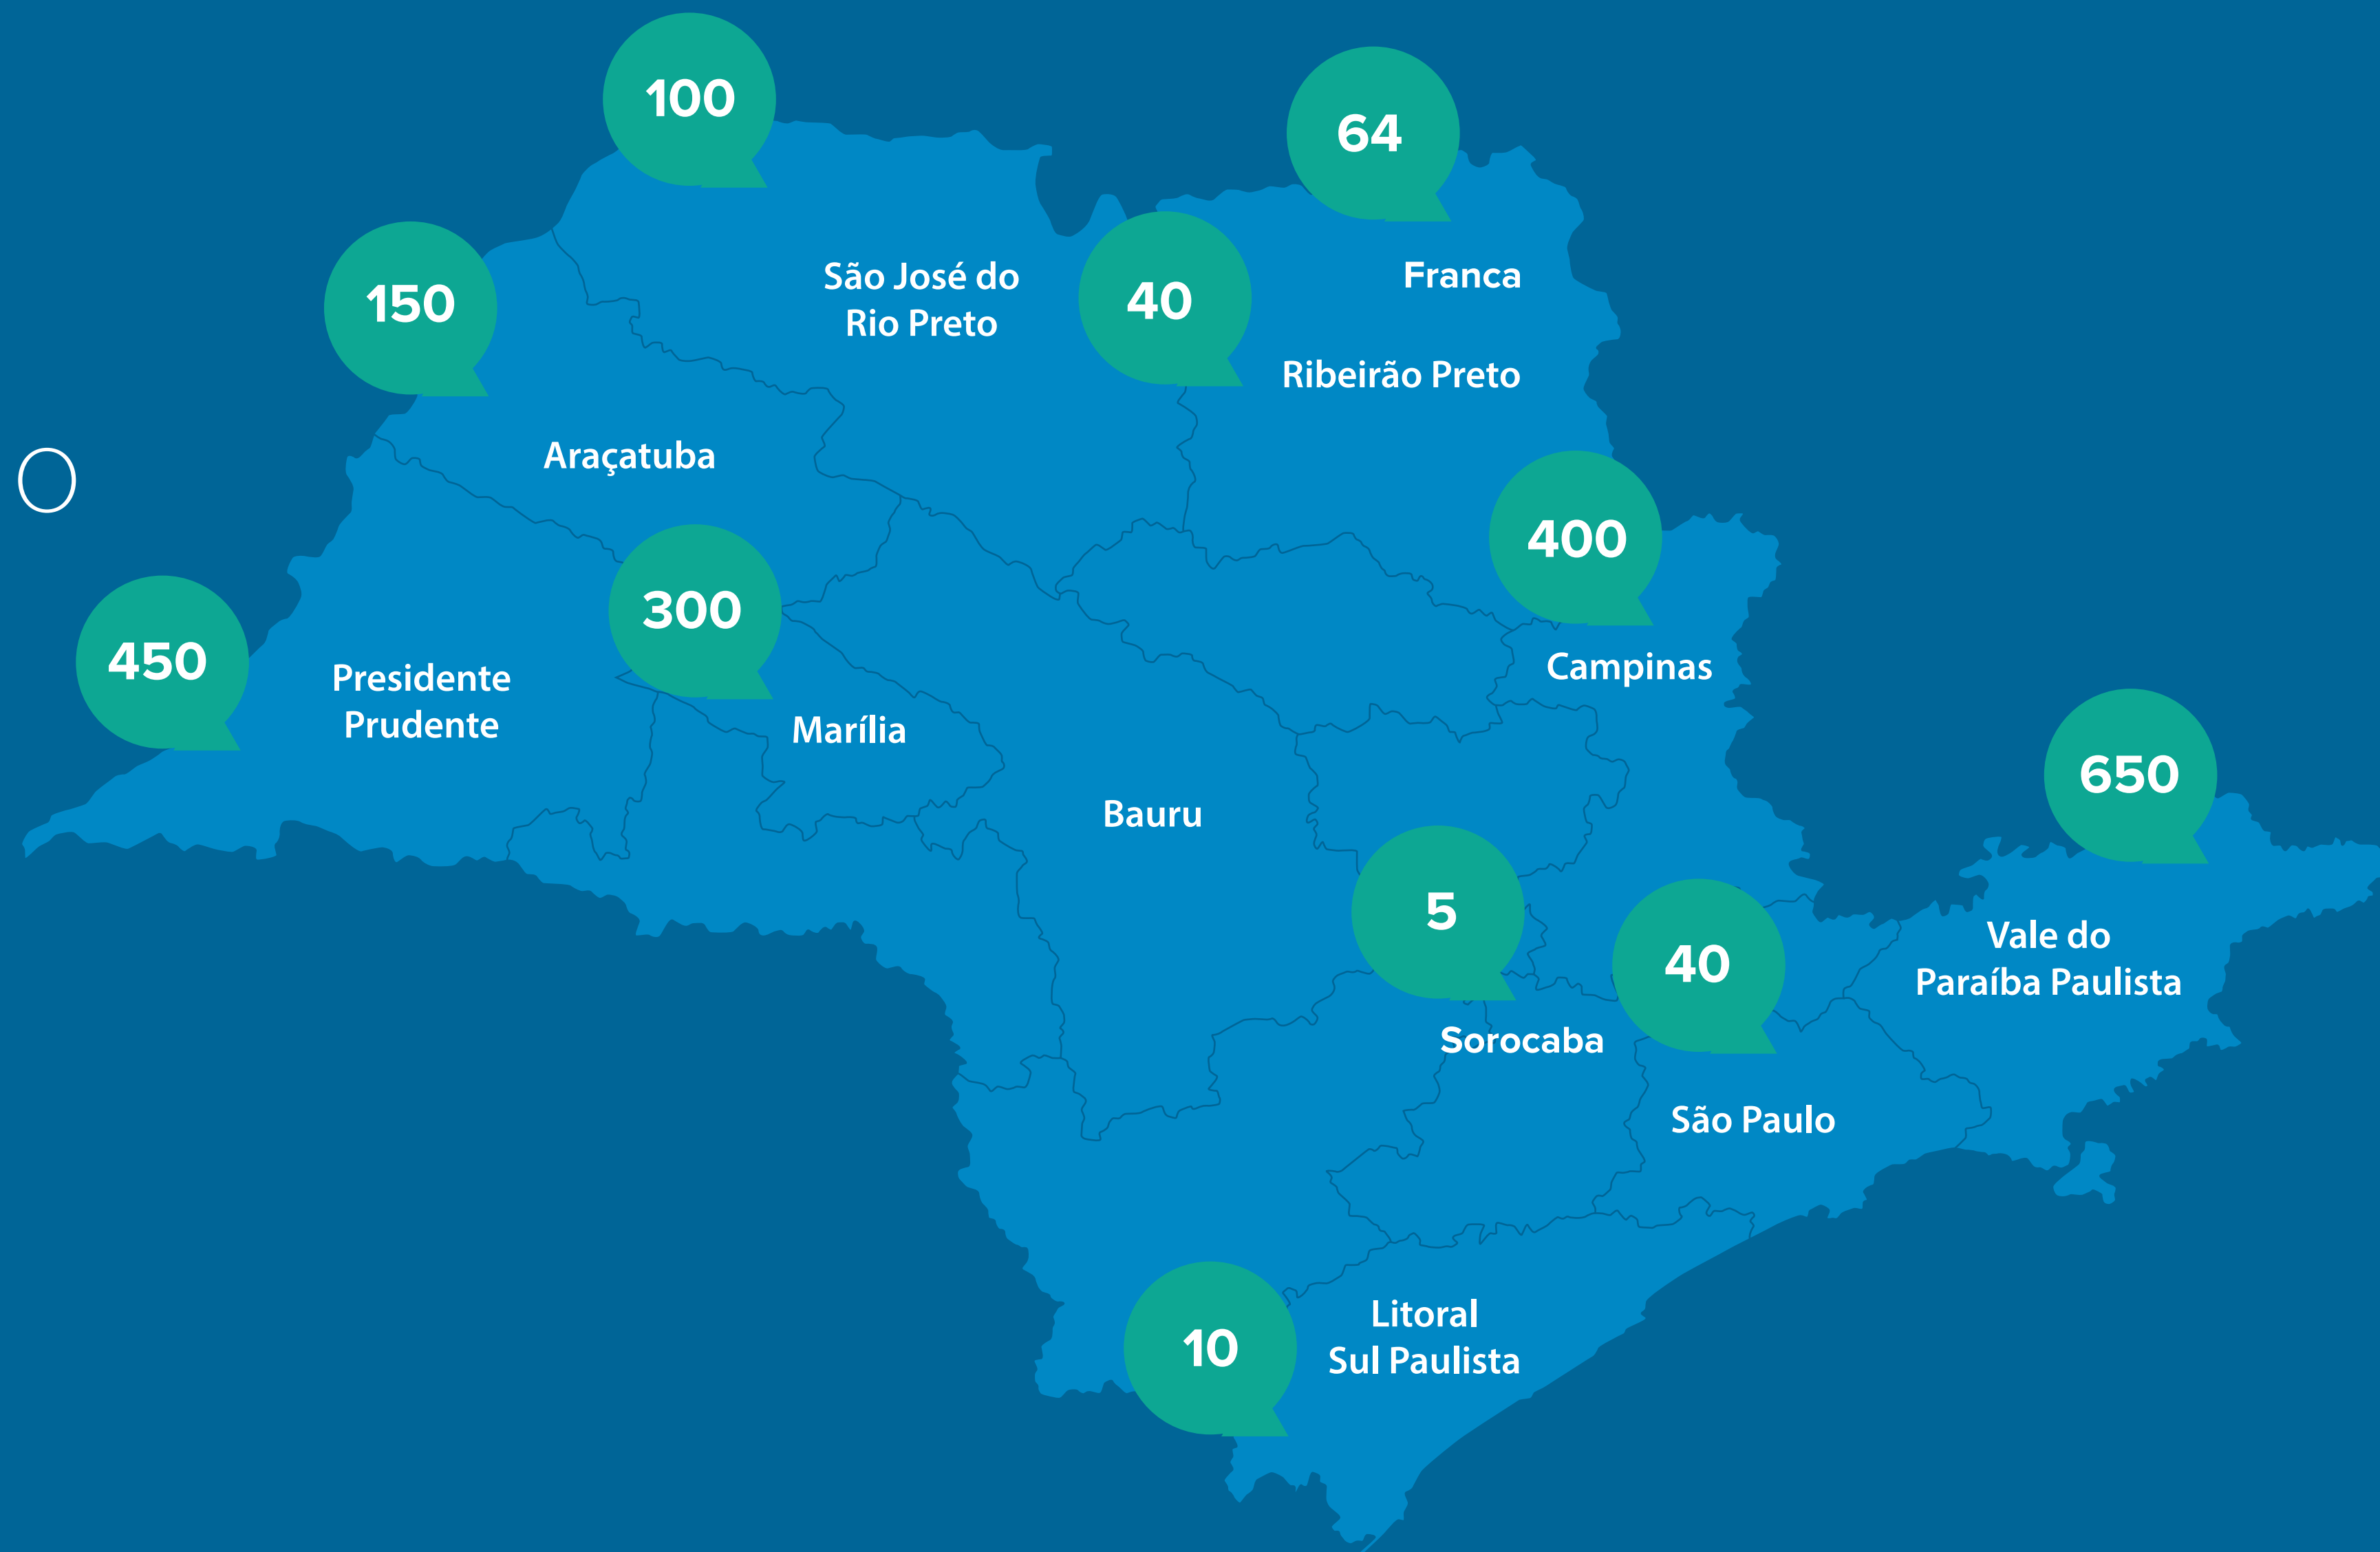 100
64
150
São José do
Rio Preto
40
Franca
Ribeirão Preto
Araçatuba
O
400
300
450
Presidente
Prudente
Campinas
Marília
650
Bauru
5
40
Vale do
Paraíba Paulista
Sorocaba
São Paulo
10
Litoral
Sul Paulista